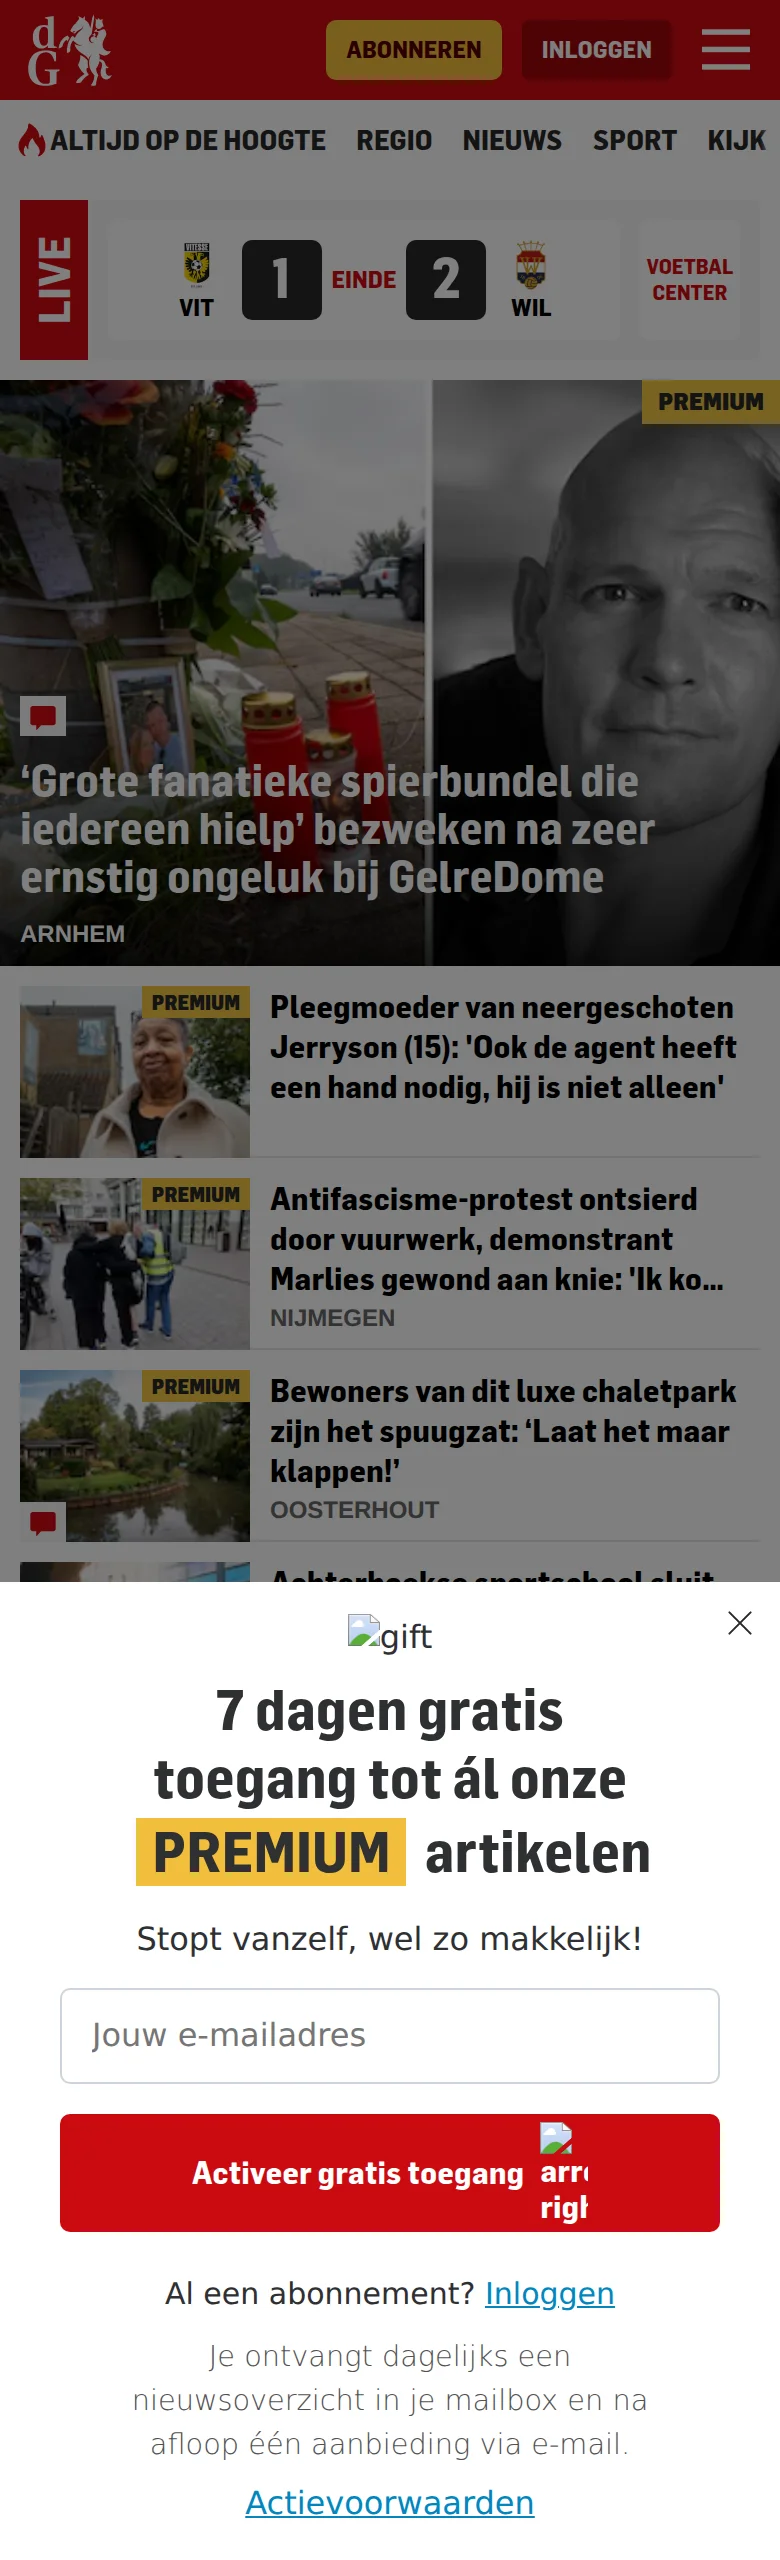 dG
ABONNEREN
INLOGGEN
ALTIJD OP DE HOOGTE
REGIO
NIEUWS
SPORT
KIJK
LIVE
VITESSE
VIT
1
EINDE
2
WIL
VOETBAL
CENTER
PREMIUM
‘Grote fanatieke spierbundel die
iedereen hielp’ bezweken na zeer
ernstig ongeluk bij GelreDome
ARNHEM
PREMIUM
Pleegmoeder van neergeschoten
Jerryson (15): 'Ook de agent heeft
een hand nodig, hij is niet alleen'
PREMIUM
Antifascisme-protest ontsierd
door vuurwerk, demonstrant
Marlies gewond aan knie: 'Ik ko...
NIJMEGEN
PREMIUM
Bewoners van dit luxe chaletpark
zijn het spuugzat: ‘Laat het maar
klappen!’
OOSTERHOUT
Achterhoekse sportschool sluit
gift
7 dagen gratis
toegang tot ál onze
PREMIUM artikelen
Stopt vanzelf, wel zo makkelijk!
Jouw e-mailadres
Activeer gratis toegang
arr
righ
Al een abonnement? Inloggen
Je ontvangt dagelijks een
nieuwsoverzicht in je mailbox en na
afloop één aanbieding via e-mail.
Actievoorwaarden